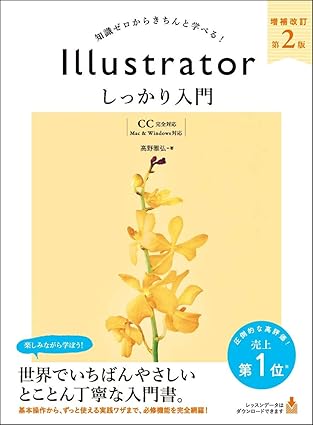 知識ゼロからきちんと学べる!
増補改訂
第2版
Illustrator
しっかり入門
CC 完全対応
Mac & Windows対応
高野雅弘=著
楽しみながら学ぼう!
世界でいちばんやさしい
とことん丁寧な入門書。
基本操作から、ずっと使える実践ワザまで、必修機能を完全網羅!
圧倒的な高評価!
売上
第1位※
レッスンデータは
ダウンロードできます